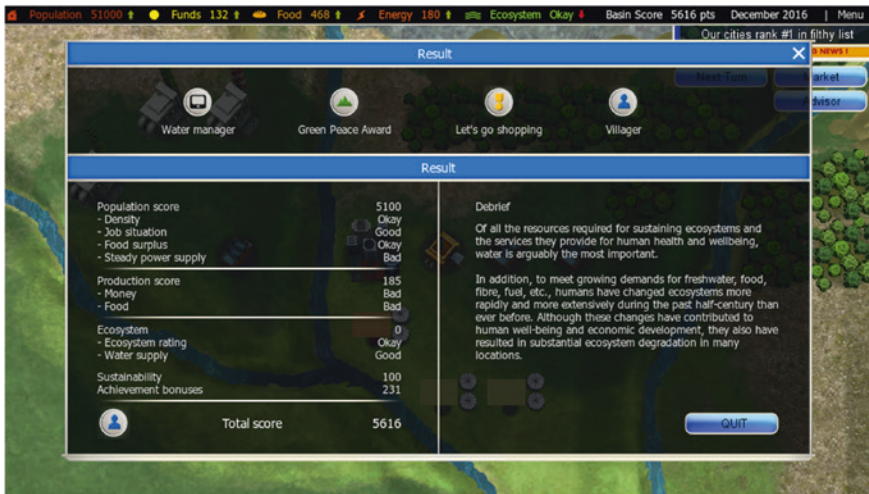 Population 51000 Funds 132 Food 468 Energy 180 Ecosystem Okay Basin Score 5616 pts December 2016 | Menu
Our cities rank #1 in filthy list
NEWS !
Result
Next Turn Market
Advisor
Water manager Green Peace Award Let's go shopping Villager
Result
Population score 5100
- Density Okay
- Job situation Good
- Food surplus Okay
- Steady power supply Bad
Production score 185
- Money Bad
- Food Bad
Ecosystem 0
- Ecosystem rating Okay
- Water supply Good
Sustainability 100
Achievement bonuses 231
Total score 5616
Debrief
Of all the resources required for sustaining ecosystems and
the services they provide for human health and wellbeing,
water is arguably the most important.
In addition, to meet growing demands for freshwater, food,
fibre, fuel, etc., humans have changed ecosystems more
rapidly and more extensively during the past half-century than
ever before. Although these changes have contributed to
human well-being and economic development, they also have
resulted in substantial ecosystem degradation in many
locations.
QUIT